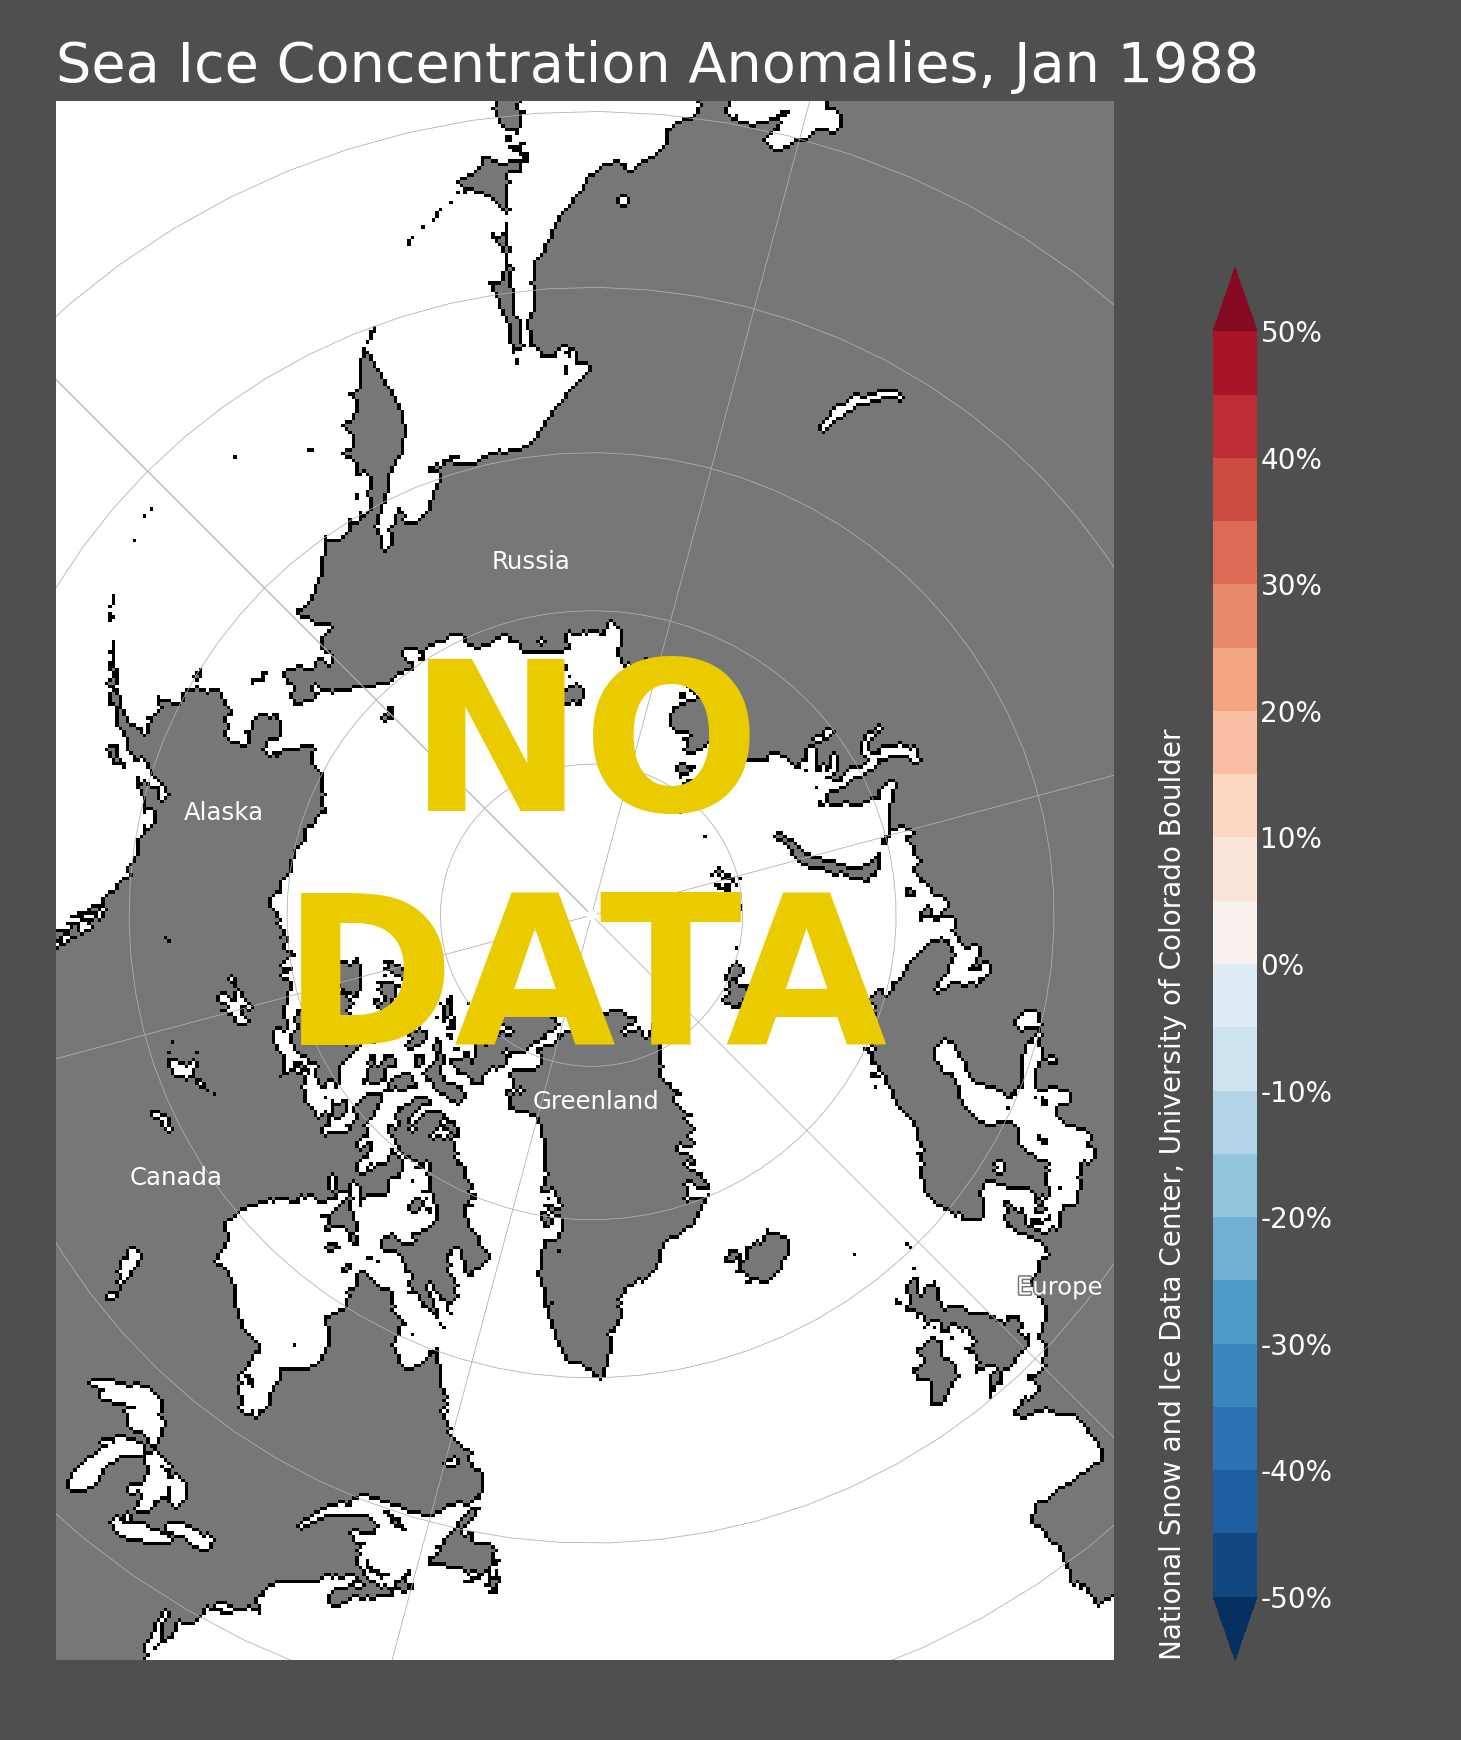 Sea Ice Concentration Anomalies, Jan 1988
Russia
Alaska
NO
DATA
Greenland
Canada
Europe
National Snow and Ice Data Center, University of Colorado Boulder
50%
40%
30%
20%
10%
0%
-10%
-20%
-30%
-40%
-50%